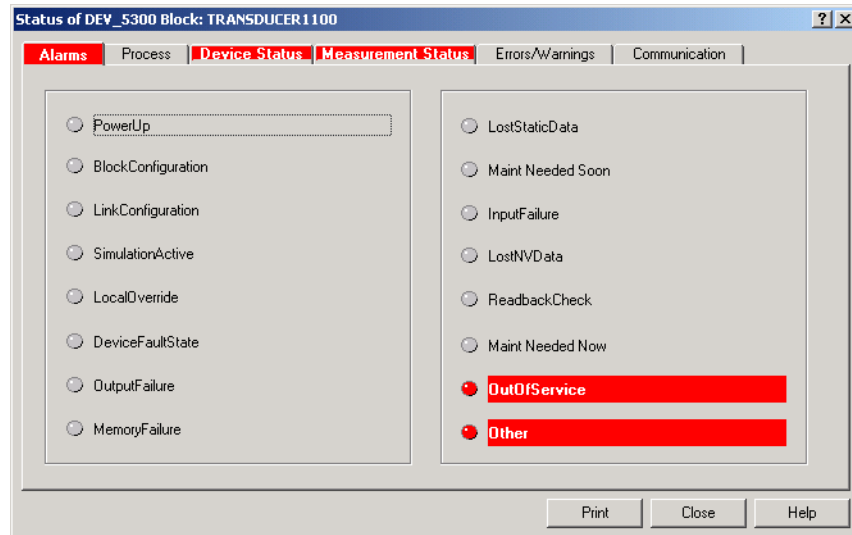 Status of DEV_5300 Block: TRANSDUCER1100
? X
Alarms Process Device Status Measurement Status Errors/Warnings Communication
PowerUp
BlockConfiguration
LinkConfiguration
SimulationActive
LocalOverride
DeviceFaultState
OutputFailure
MemoryFailure
LostStaticData
Maint Needed Soon
InputFailure
LostNVData
ReadbackCheck
Maint Needed Now
OutOfService
Other
Print Close Help